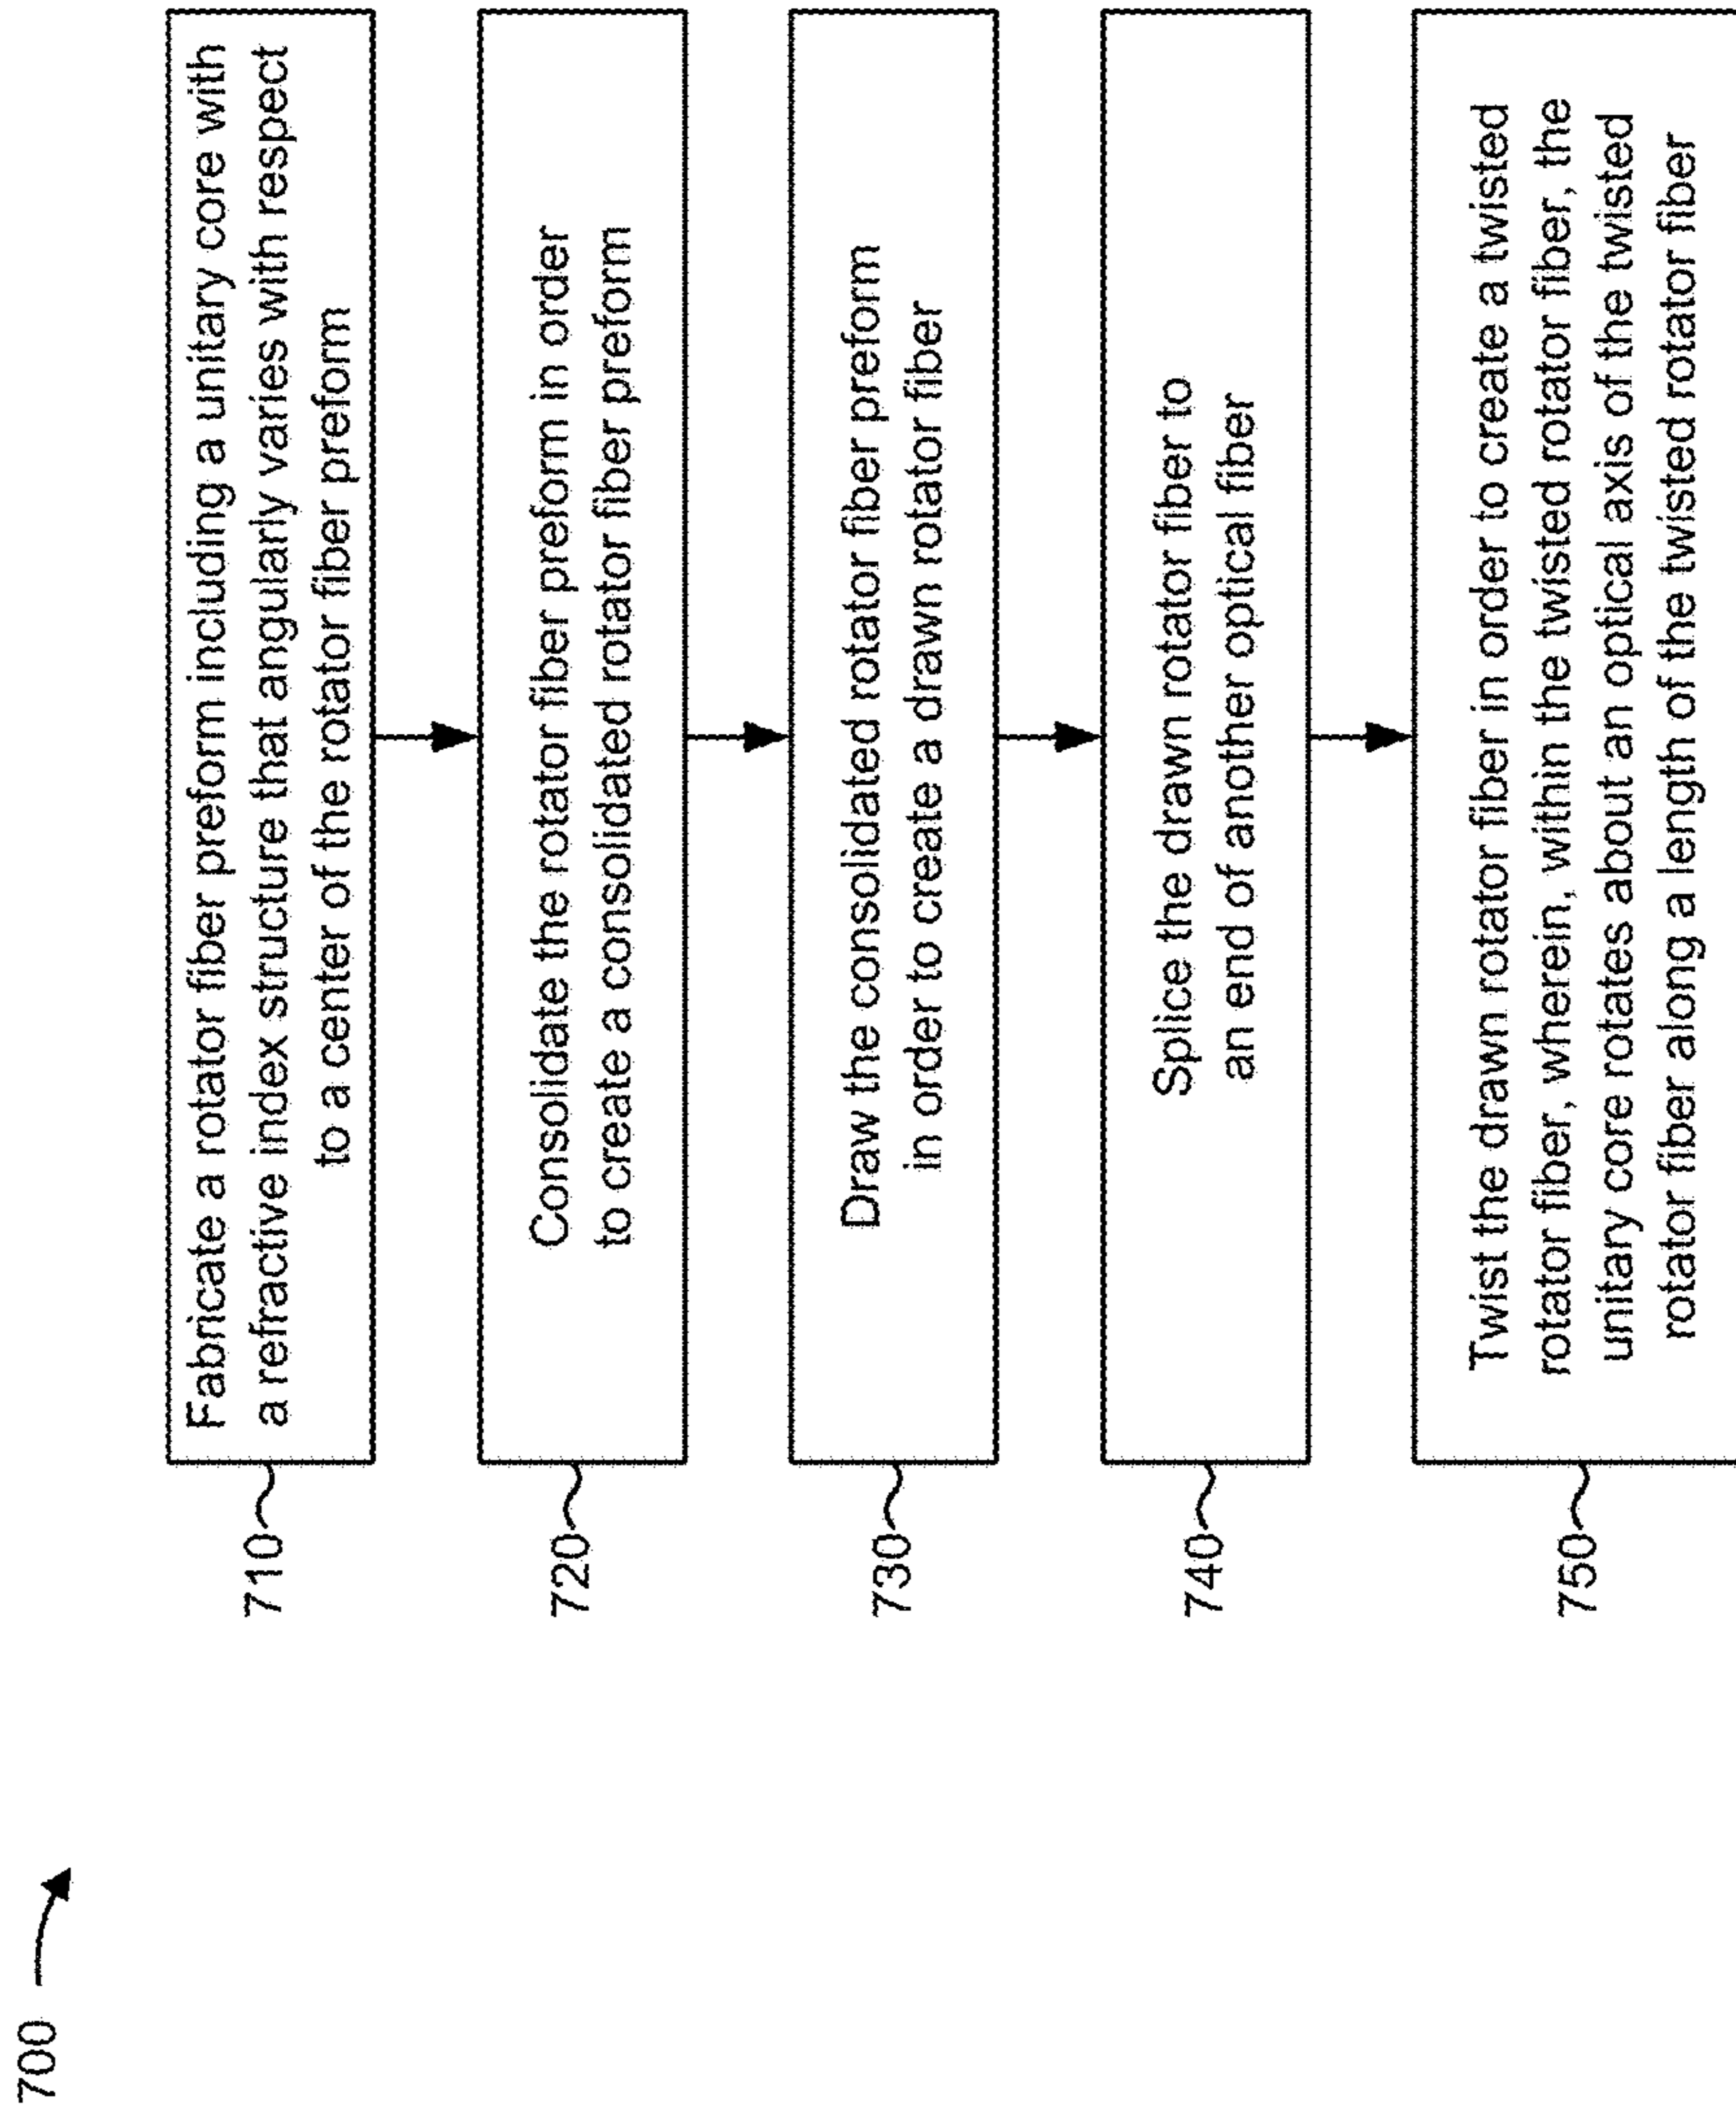 700
710
Fabricate a rotator fiber preform including a unitary core with
a refractive index structure that angularly varies with respect
to a center of the rotator fiber preform
720
Consolidate the rotator fiber preform in order
to create a consolidated rotator fiber preform
730
Draw the consolidated rotator fiber preform
in order to create a drawn rotator fiber
740
Splice the drawn rotator fiber to
an end of another optical fiber
750
Twist the drawn rotator fiber in order to create a twisted
rotator fiber, wherein, within the twisted rotator fiber, the
unitary core rotates about an optical axis of the twisted
rotator fiber along a length of the twisted rotator fiber